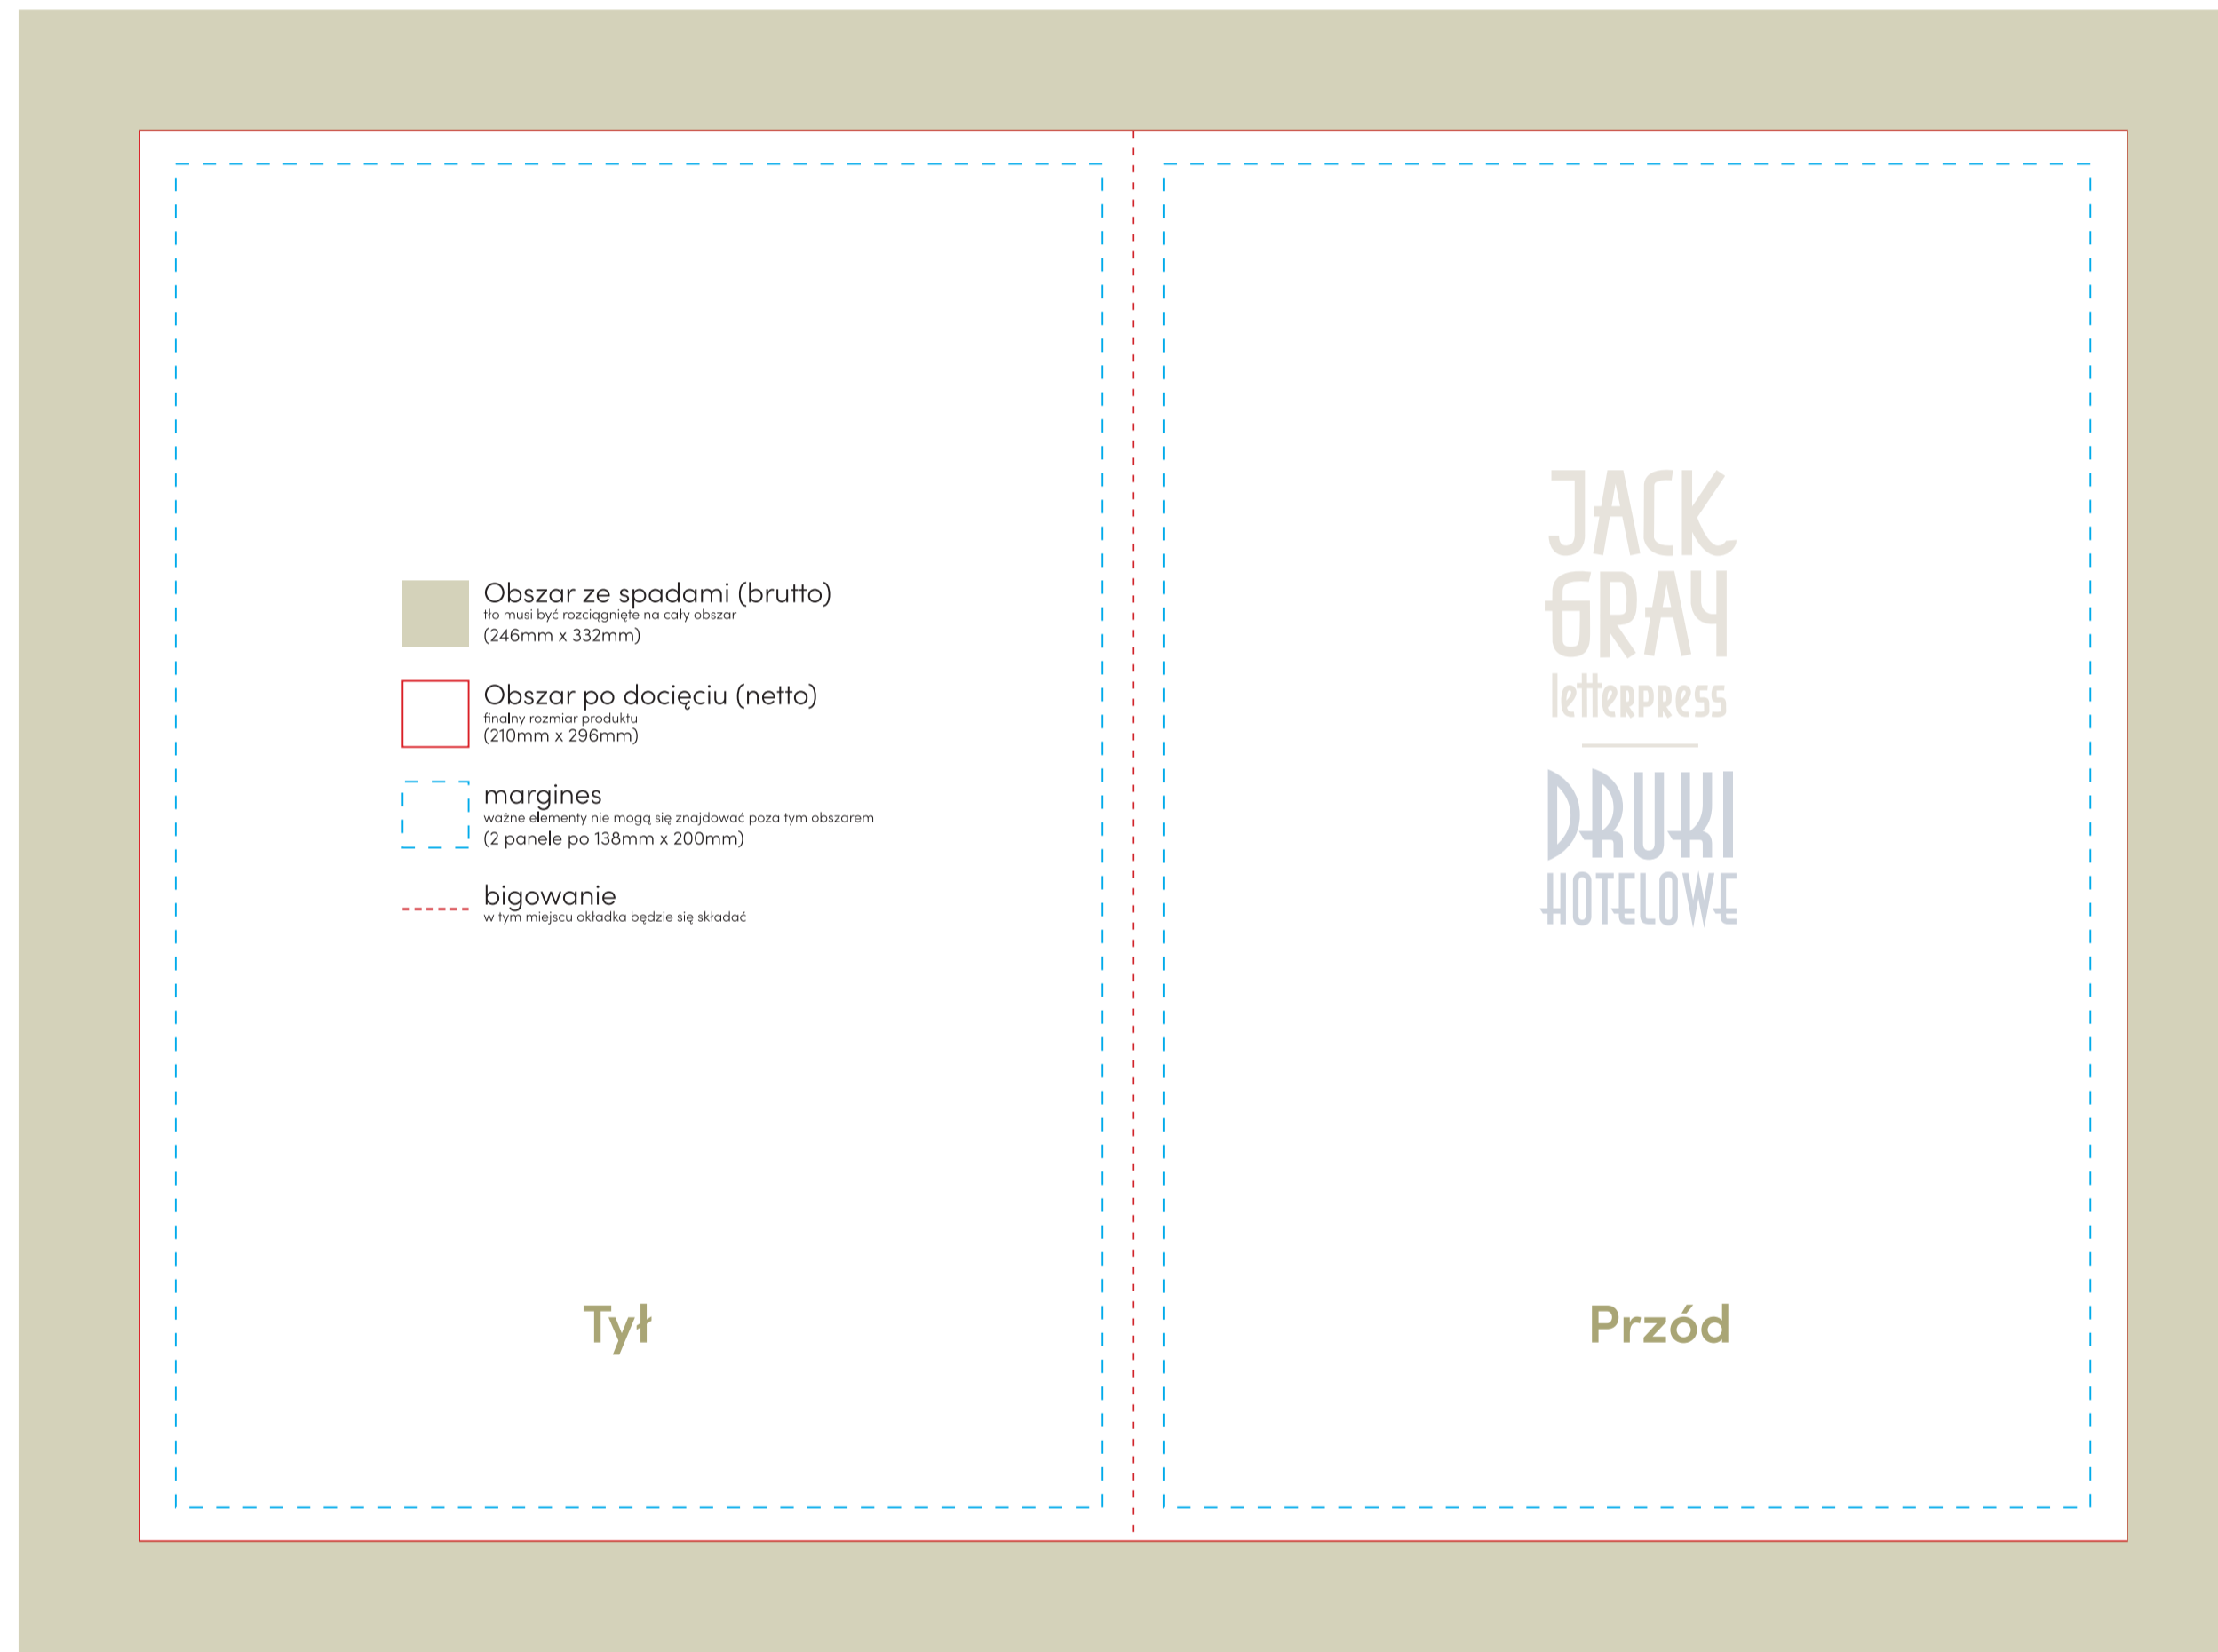 Obszar ze spadami (brutto)
tło musi być rozciągnięte na cały obszar
(246mm x 332mm)
Obszar po docięciu (netto)
finalny rozmiar produktu
(210mm x 296mm)
margines
ważne elementy nie mogą się znajdować poza tym obszarem
(2 panele po 138mm x 200mm)
bigowanie
w tym miejscu okładka będzie się składać
Tył
JACK
GRAY
letterpress
DRUKI
HOTELOWE
Przód